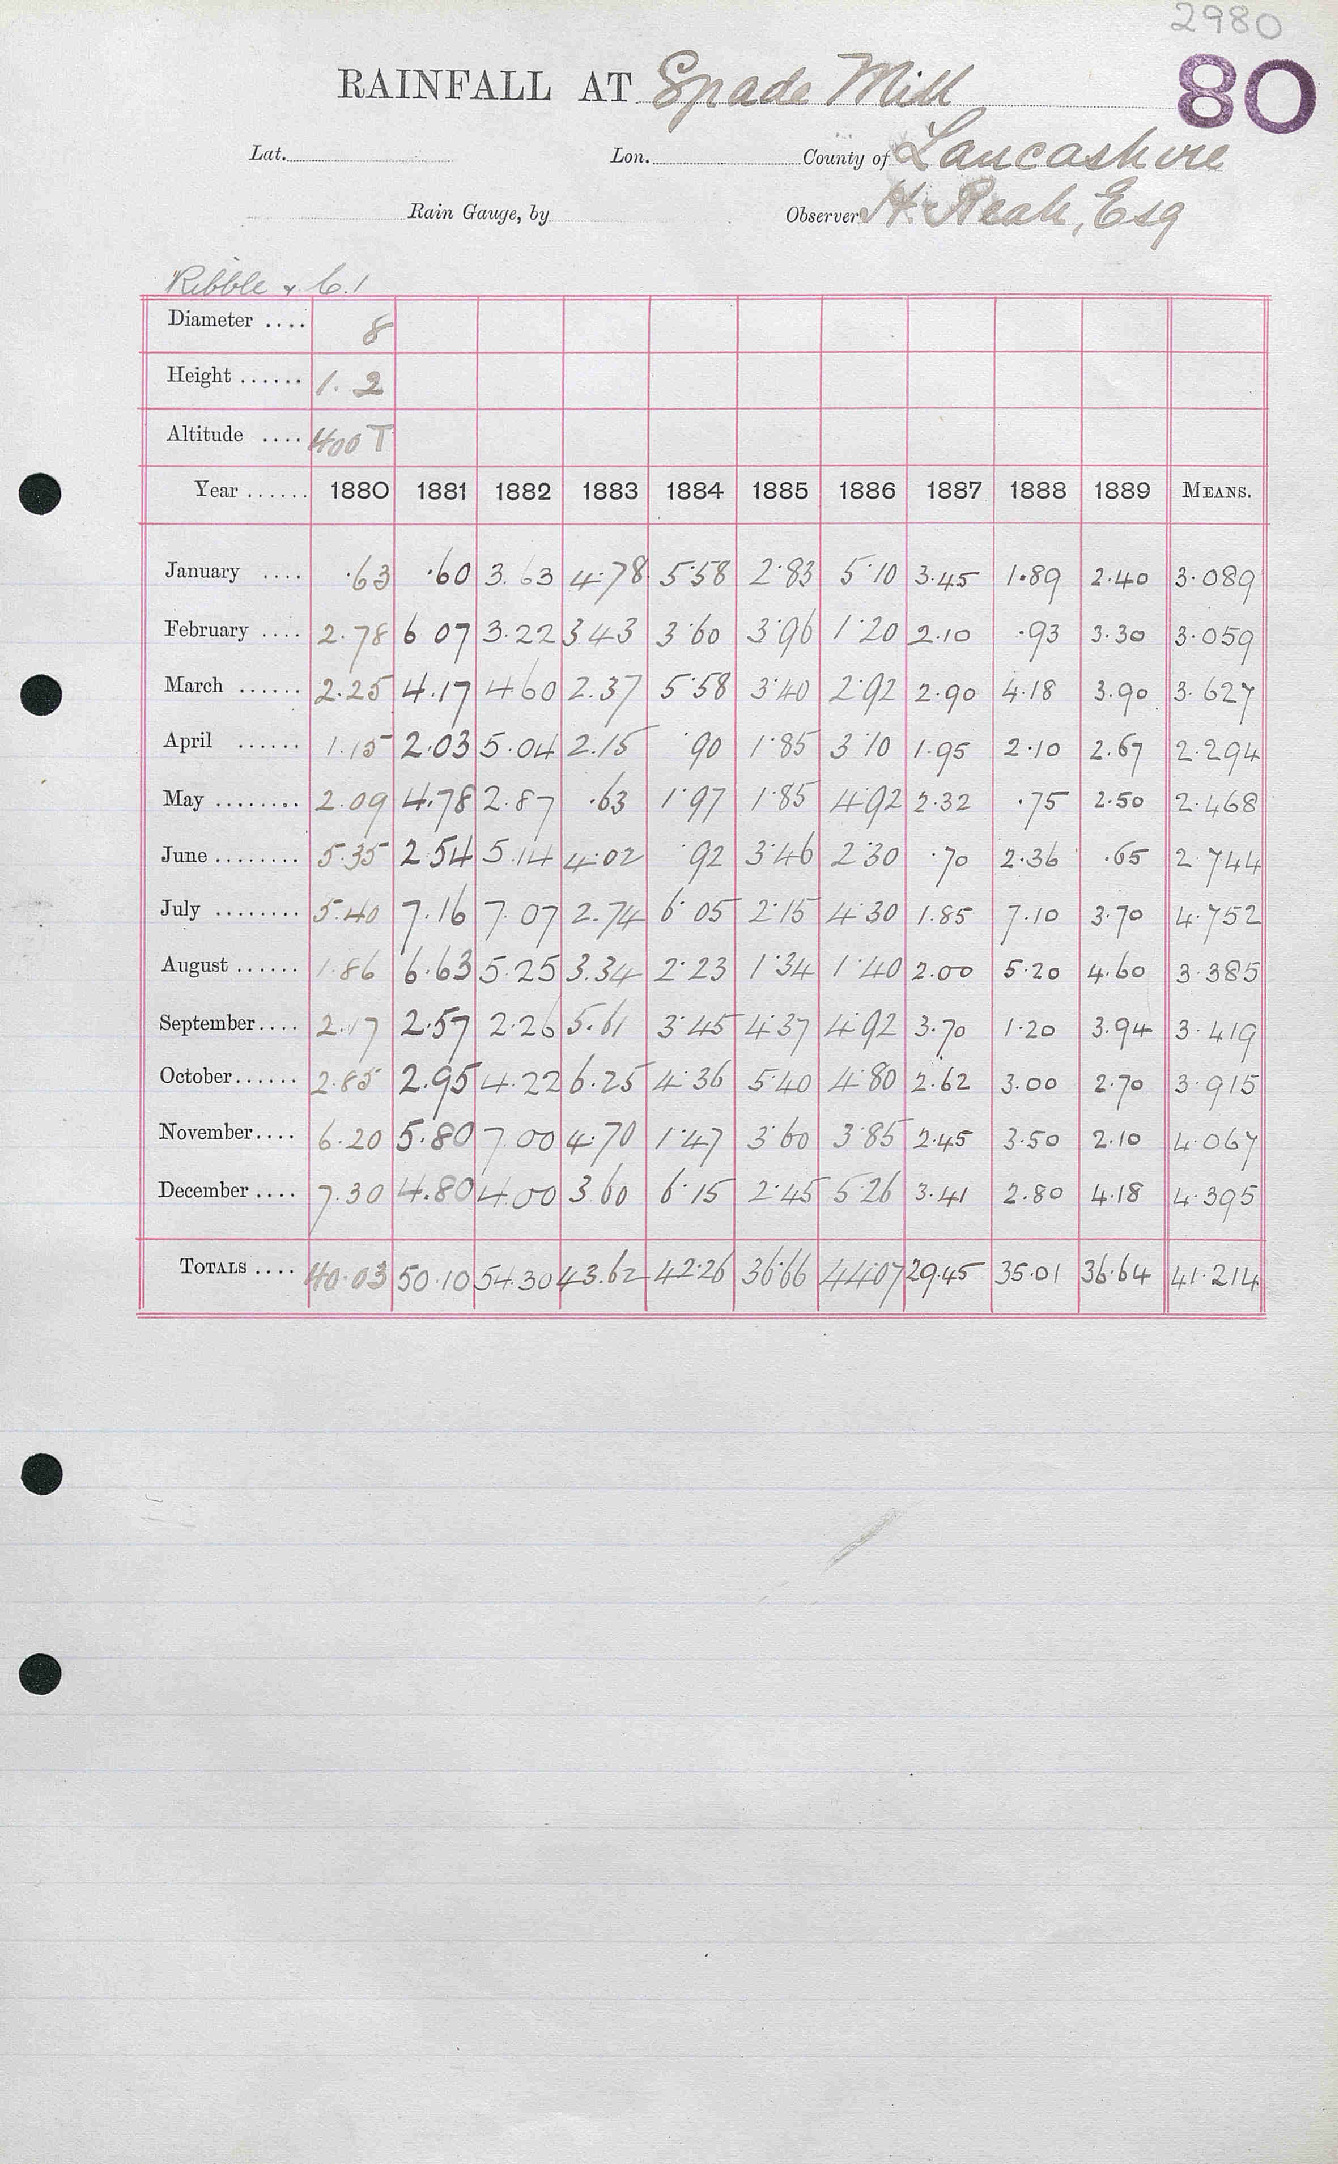 2980
RAINFALL AT Spade Mill 80
Lat. Lon. County of Lancashire
Rain Gauge, by Observer H. Reah, Esq
Ribble & 6.1
Diameter .... 8
Height ...... 1. 2
Altitude .... 400 T
Year ...... 1880 1881 1882 1883 1884 1885 1886 1887 1888 1889 MEANS.
January .... .63 .60 3.63 4.78 5.58 2.83 5.10 3.45 1.89 2.40 3.089
February .... 2.78 6 07 3.22 3.43 3.60 3.96 1.20 2.10 .93 3.30 3.059
March ...... 2.25 4.17 4 60 2.37 5.58 3.40 2.92 2.90 4.18 3.90 3.627
April ...... 1.15 2.03 5.04 2.15 .90 1.85 3.10 1.95 2.10 2.67 2.294
May ........ 2.09 4.78 2.87 .63 1.97 1.85 4.92 2.32 .75 2.50 2.468
June ........ 5.35 2.54 5.14 4.02 .92 3.46 2.30 .70 2.36 .65 2.744
July ........ 5.40 7.16 7.07 2.74 6.05 2.15 4.30 1.85 7.10 3.70 4.752
August ...... 1.86 6.63 5.25 3.34 2.23 1.34 1.40 2.00 5.20 4.60 3.385
September.... 2.17 2.57 2.26 5.61 3.45 4.37 4.92 3.70 1.20 3.94 3.419
October...... 2.85 2.95 4.22 6.25 4.36 5.40 4.80 2.62 3.00 2.70 3.915
November.... 6.20 5.80 7.00 4.70 1.47 3.60 3.85 2.45 3.50 2.10 4.067
December .... 7.30 4.80 4.00 3.60 6.15 2.45 5.26 3.41 2.80 4.18 4.395
TOTALS .... 40.03 50.10 54.30 43.62 42.26 36.66 44.07 29.45 35.01 36.64 41.214